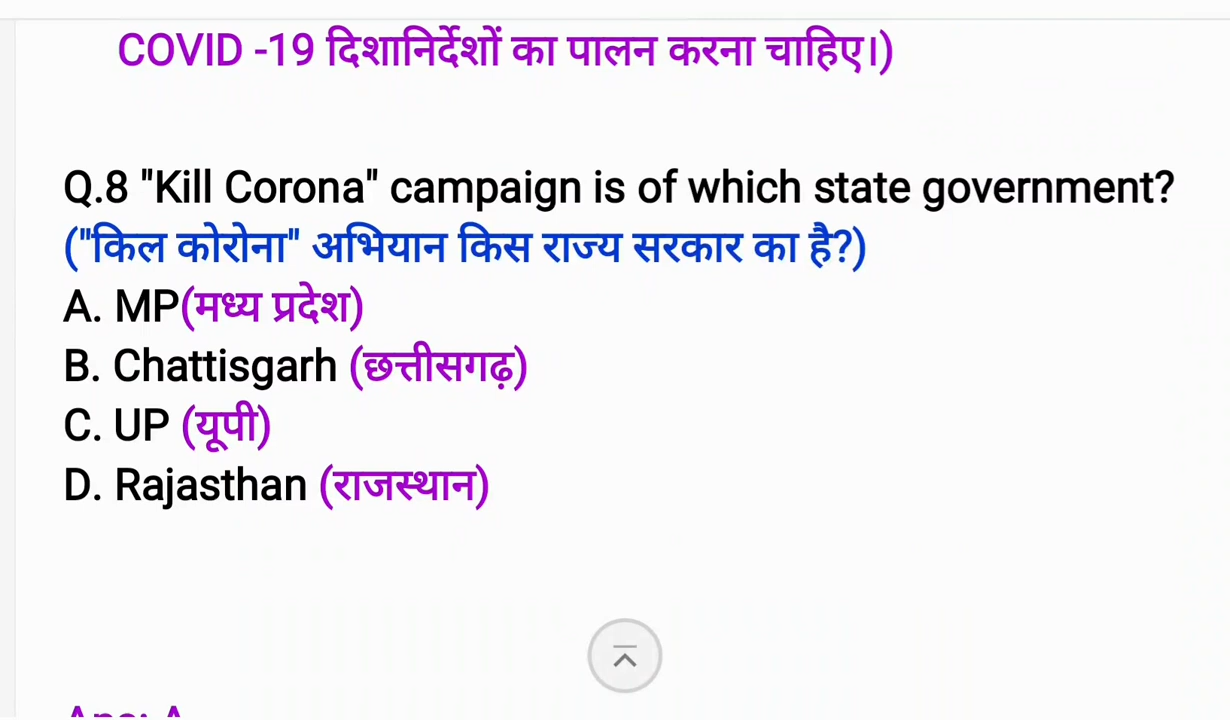 COVID -19 दिशानिर्देशों का पालन करना चाहिए।)
Q.8 "Kill Corona" campaign is of which state government?
("किल कोरोना" अभियान किस राज्य सरकार का है?)
A. MP(मध्य प्रदेश)
B. Chattisgarh (छत्तीसगढ़)
C. UP (यूपी)
D. Rajasthan (राजस्थान)
Ans: A